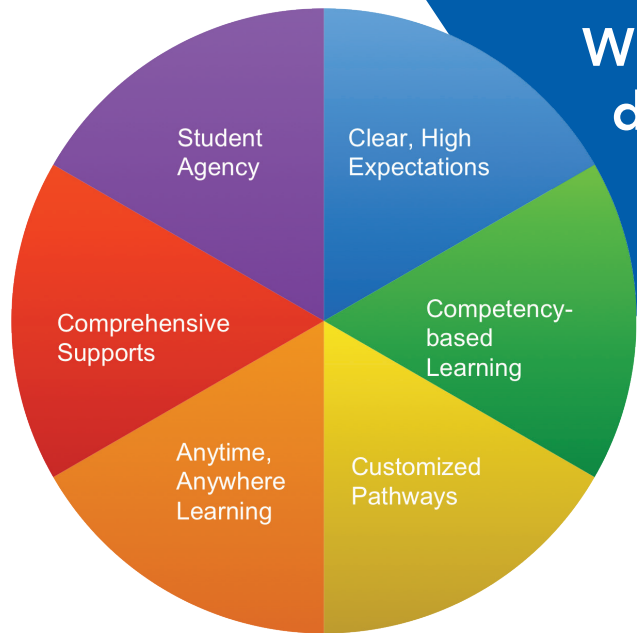 Student
Agency
Clear, High
Expectations
Competency-
based
Learning
Customized
Pathways
Anytime,
Anywhere
Learning
Comprehensive
Supports